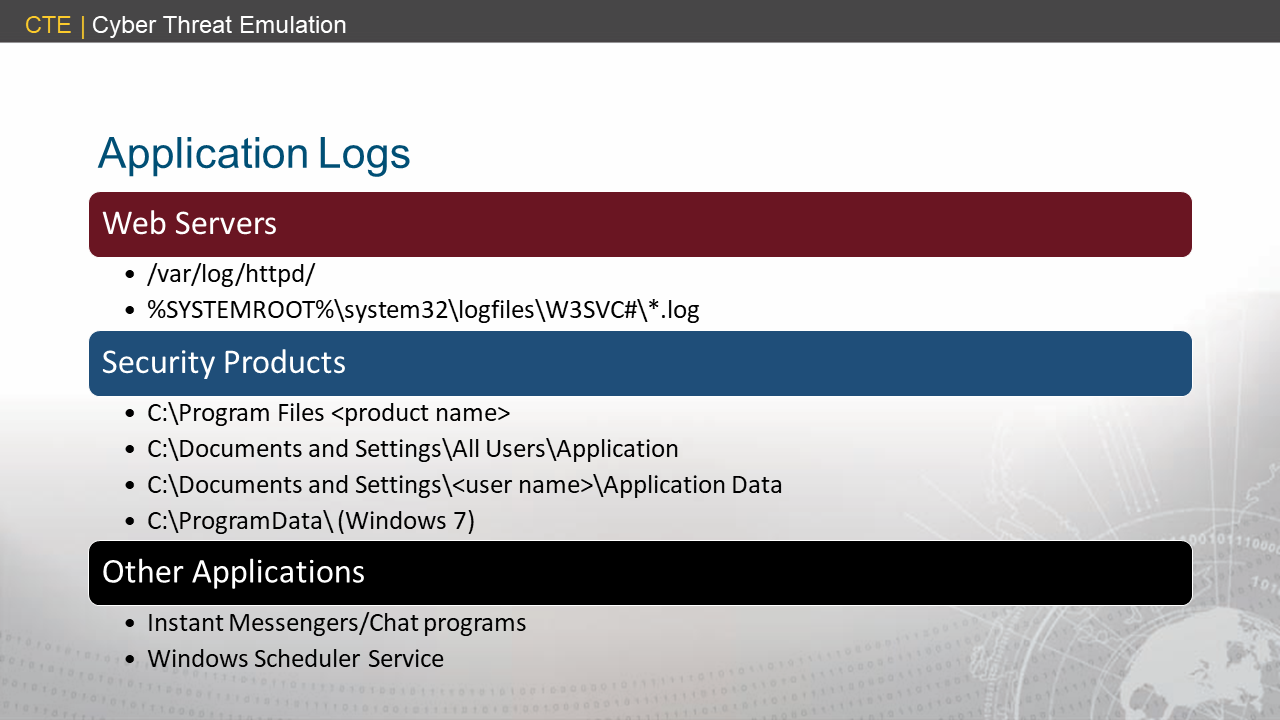 CTE | Cyber Threat Emulation
Application Logs
Web Servers
• /var/log/httpd/
• %SYSTEMROOT%\system32\logfiles\W3SVC#\*.log
Security Products
• C:\Program Files <product name>
• C:\Documents and Settings\All Users\Application
• C:\Documents and Settings\<user name>\Application Data
• C:\ProgramData\ (Windows 7)
Other Applications
• Instant Messengers/Chat programs
• Windows Scheduler Service